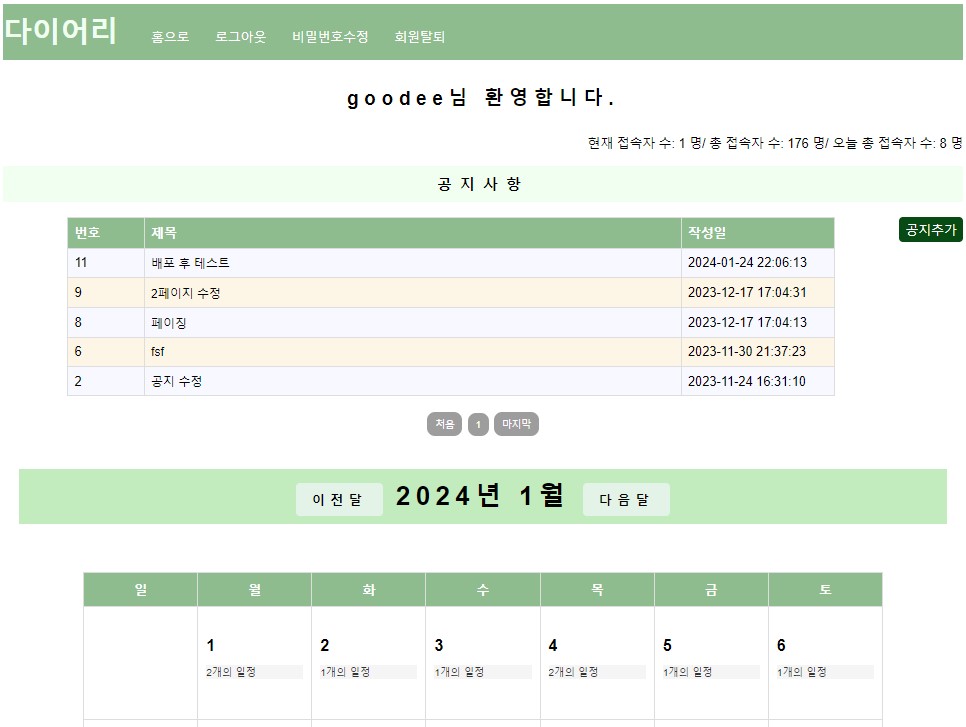 다이어리 홈으로 로그아웃 비밀번호수정 회원탈퇴
goodee님 환영합니다.
현재 접속자 수: 1 명/ 총 접속자 수: 176 명/ 오늘 총 접속자 수: 8 명
공지사항
공지추가
번호 제목 작성일
11 배포 후 테스트 2024-01-24 22:06:13
9 2페이지 수정 2023-12-17 17:04:31
8 페이징 2023-12-17 17:04:13
6 fsf 2023-11-30 21:37:23
2 공지 수정 2023-11-24 16:31:10
처음 1 마지막
이전달 2024년 1월 다음달
일 월 화 수 목 금 토
1 2 3 4 5 6
2개의 일정 1개의 일정 1개의 일정 2개의 일정 1개의 일정 1개의 일정